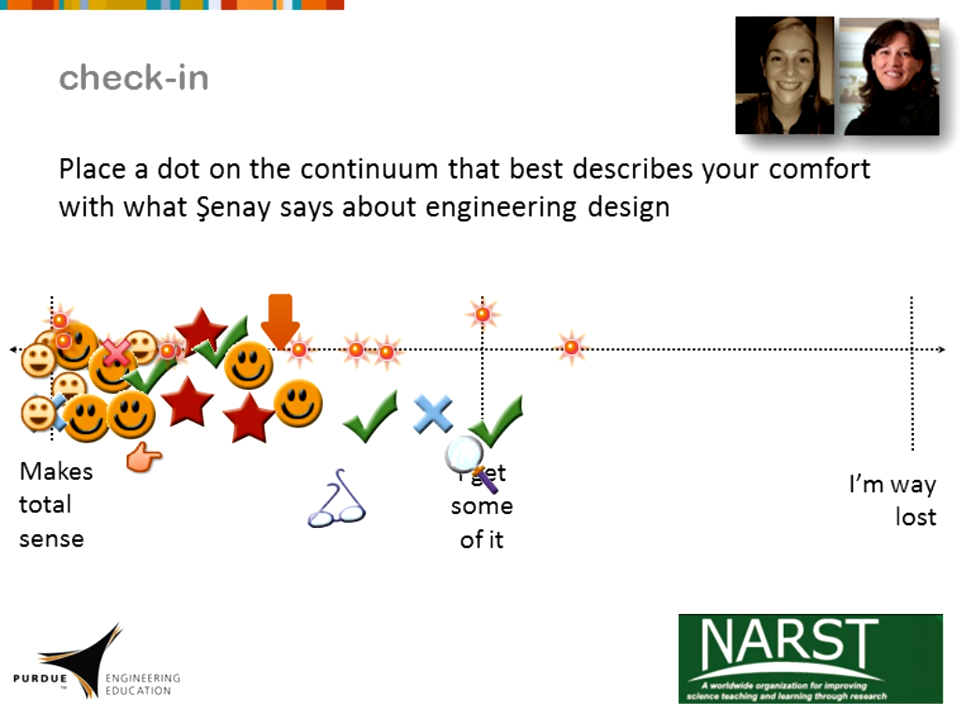 check-in
Place a dot on the continuum that best describes your comfort
with what Şenay says about engineering design
Makes
total
sense
I get
some
of it
I'm way
lost
PURDUE
TM
ENGINEERING
EDUCATION
NARST
A worldwide organization for improving
science teaching and learning through research